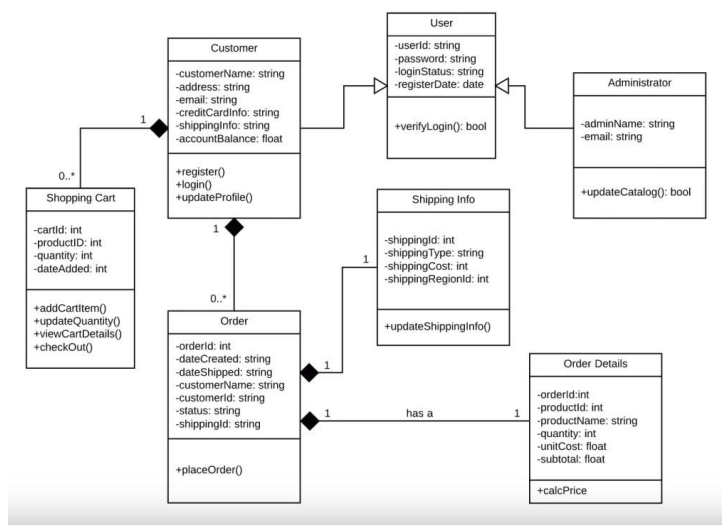 User
-userId: string
-password: string
-loginStatus: string
-registerDate: date
+verifyLogin(): bool
Customer
-customerName: string
-address: string
-email: string
-creditCardInfo: string
-shippingInfo: string
-accountBalance: float
+register()
+login()
+updateProfile()
Administrator
-adminName: string
-email: string
+updateCatalog(): bool
1
0..*
Shopping Cart
-cartId: int
-productID: int
-quantity: int
-dateAdded: int
+addCartItem()
+updateQuantity()
+viewCartDetails()
+checkOut()
1
0..*
Shipping Info
-shippingId: int
-shippingType: string
-shippingCost: int
-shippingRegionId: int
+updateShippingInfo()
1
1
Order
-orderId: int
-dateCreated: string
-dateShipped: string
-customerName: string
-customerId: string
-status: string
-shippingId: string
+placeOrder()
1
has a
1
Order Details
-orderId:int
-productId: int
-productName: string
-quantity: int
-unitCost: float
-subtotal: float
+calcPrice